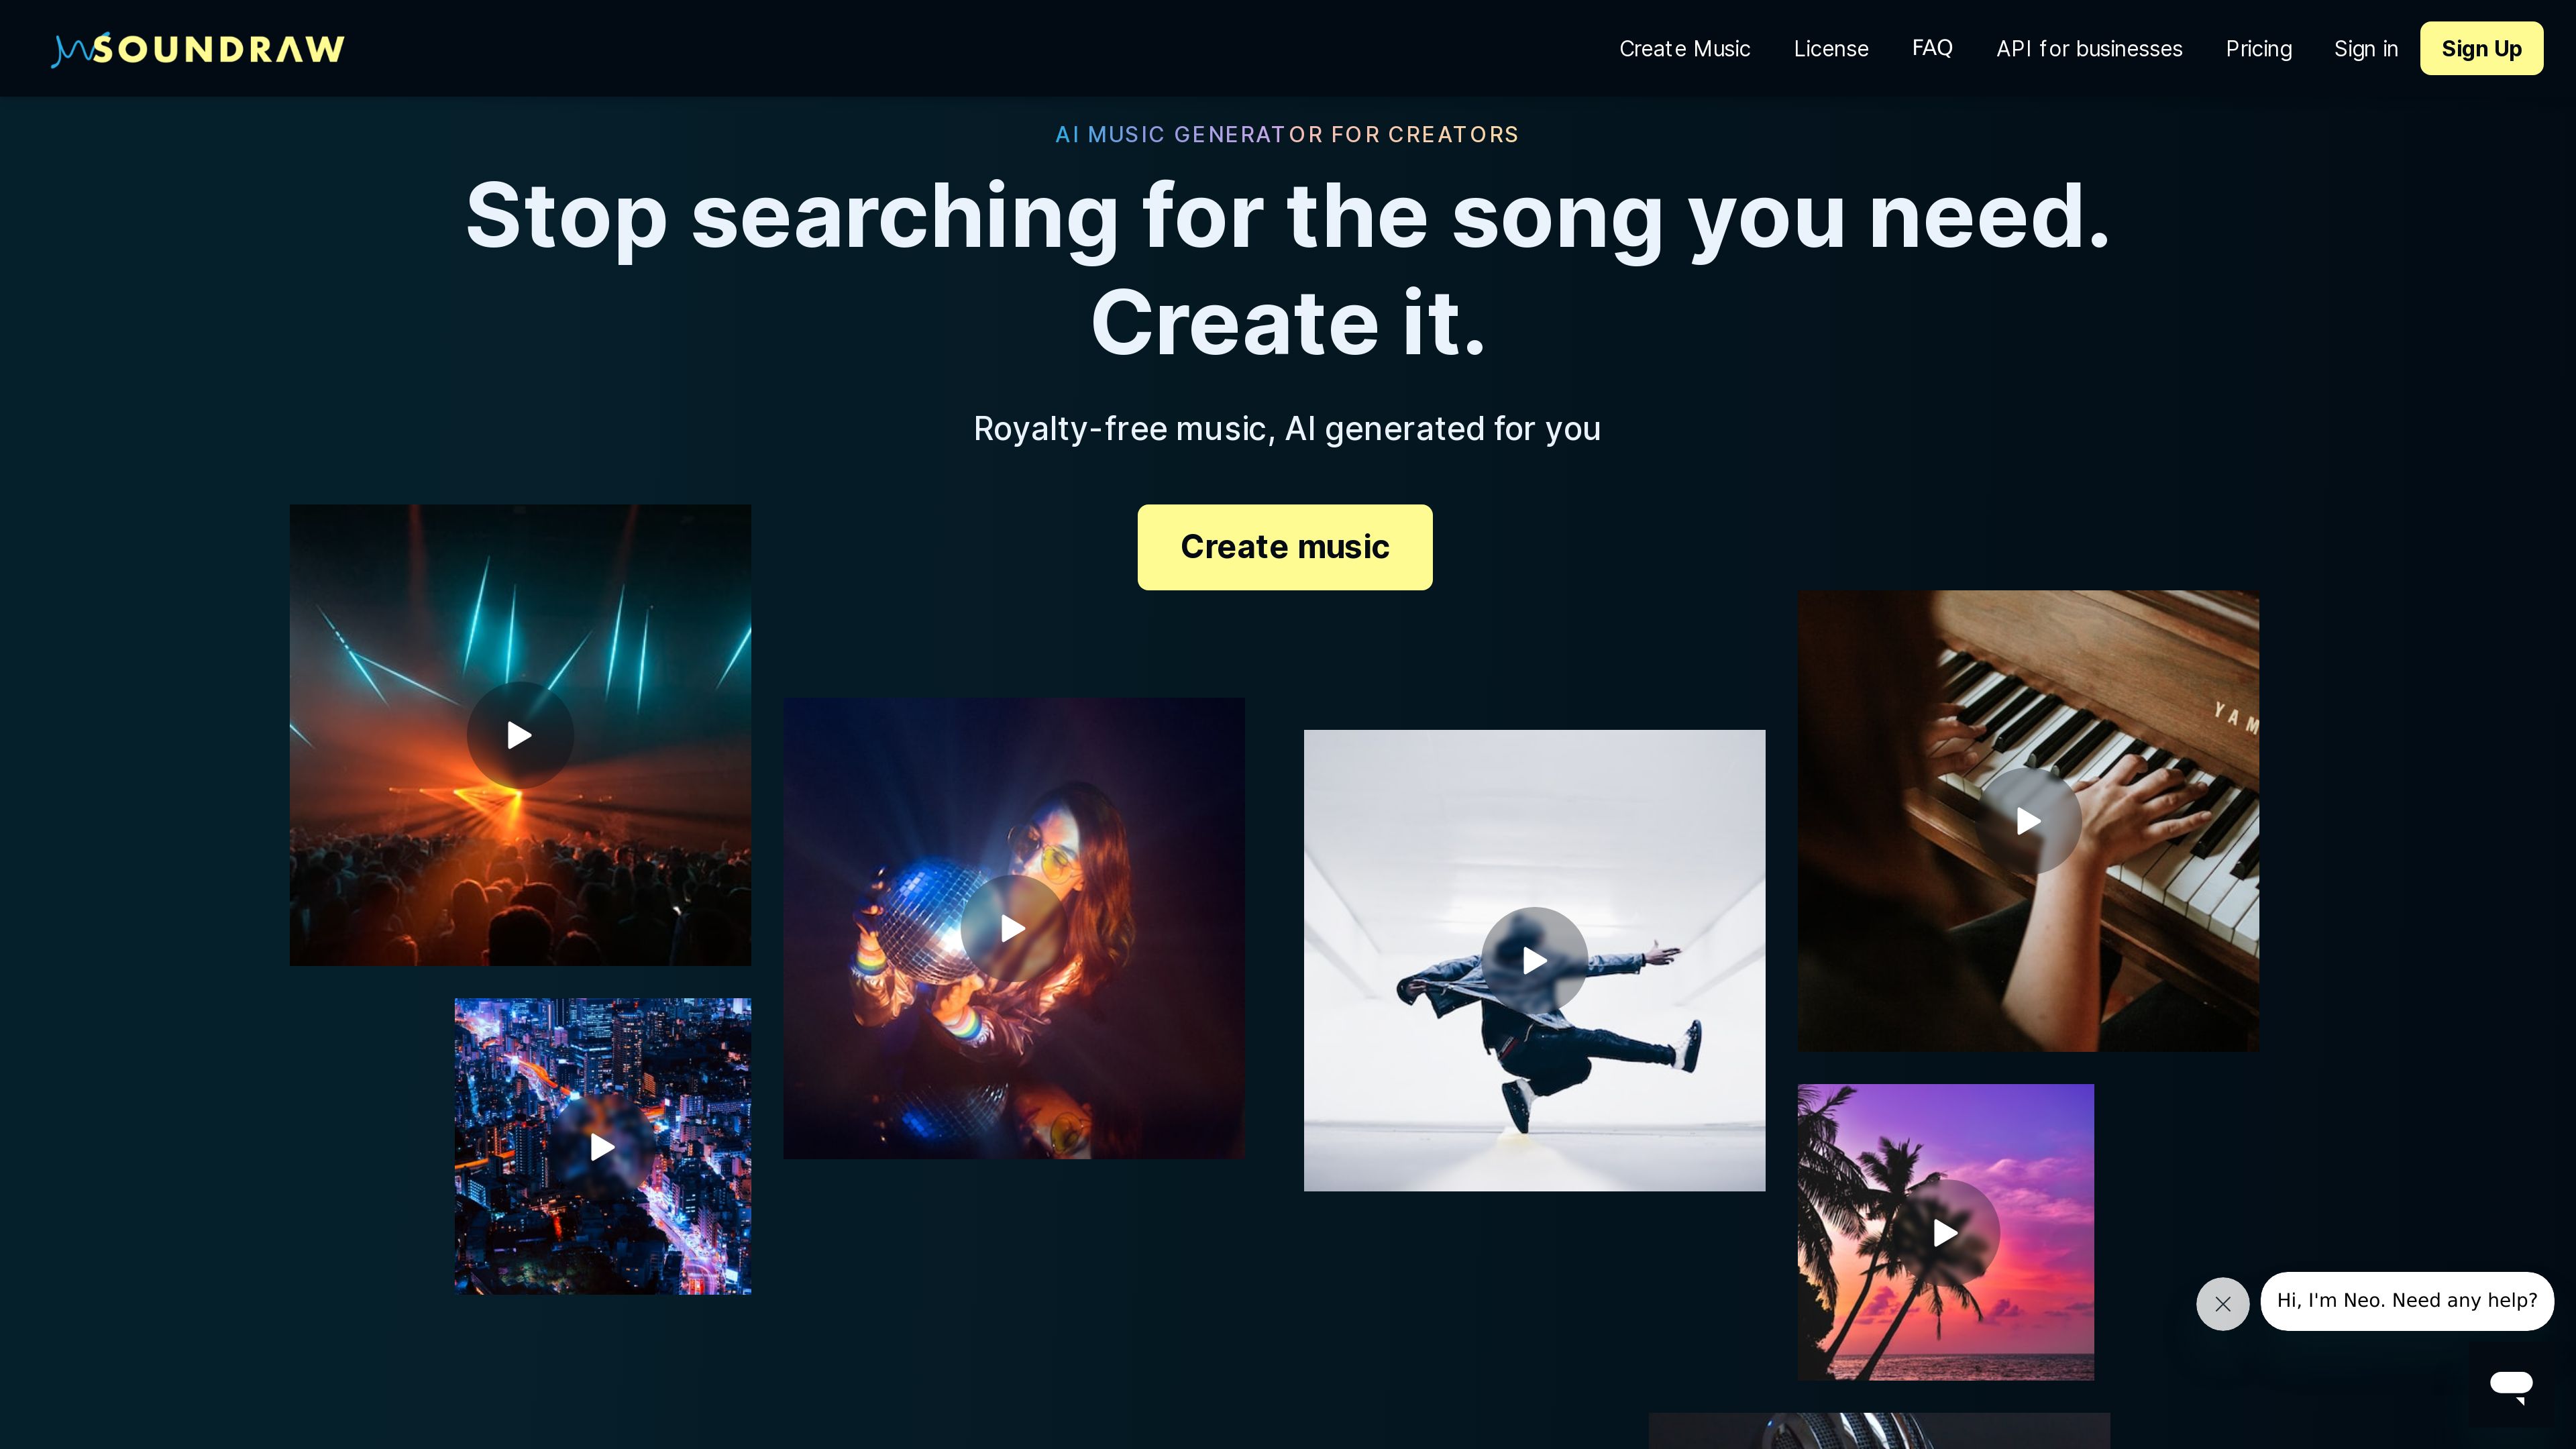 SOUNDRAW
Create Music
License
FAQ
API for businesses
Pricing
Sign in
Sign Up
AI MUSIC GENERATOR FOR CREATORS
Stop searching for the song you need.
Create it.
Royalty-free music, AI generated for you
Create music
YAM
Hi, I'm Neo. Need any help?